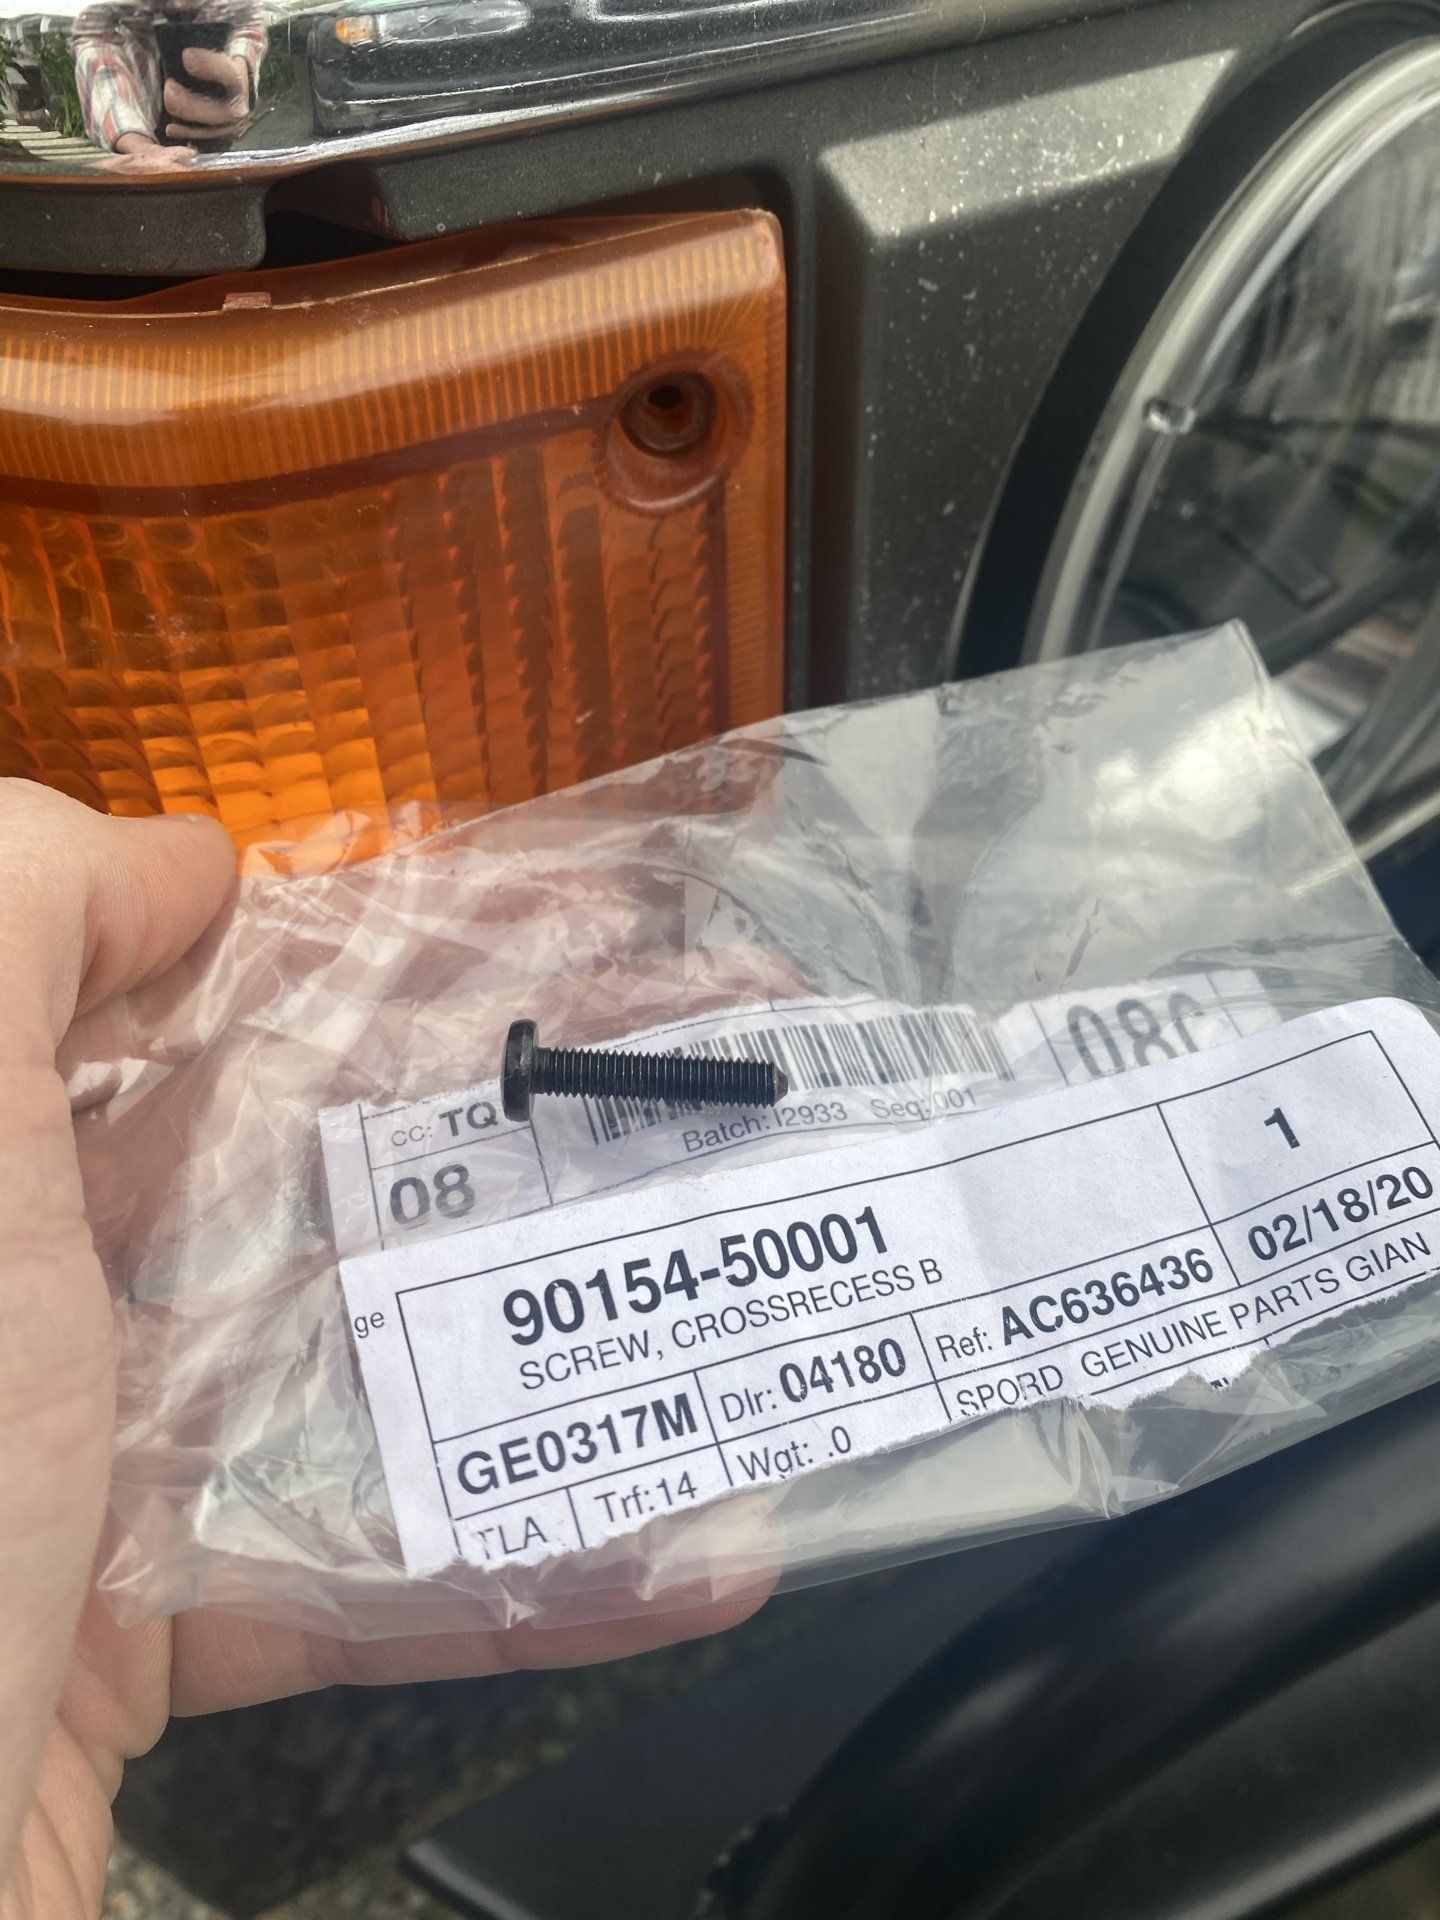 cc: TQ
08
Batch: I2933 Seq: 001
1
90154-50001
SCREW, CROSSRECESS B
ge
GE0317M
Dlr: 04180
Ref: AC636436
02/18/20
TLA
Trf:14
Wgt: .0
SPORD GENUINE PARTS GIAN